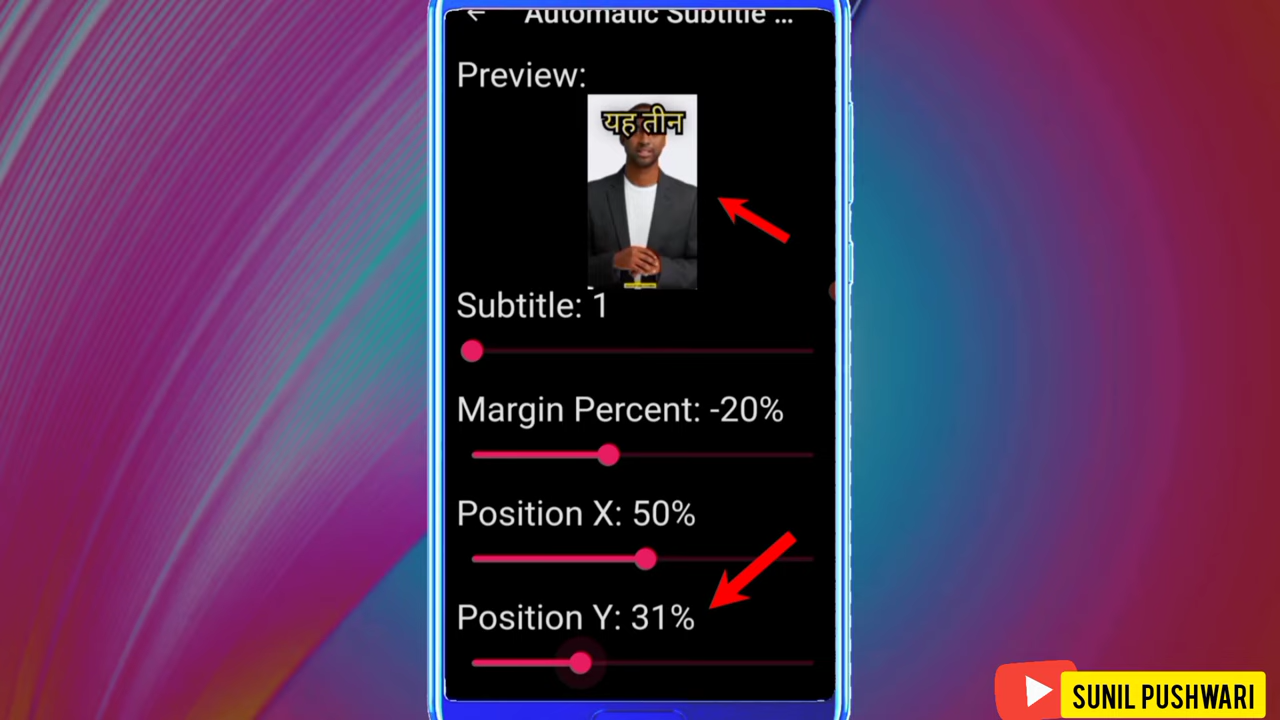 Automatic Subtitle ...
Preview:
यह तीन
Subtitle: 1
Margin Percent: -20%
Position X: 50%
Position Y: 31%
SUNIL PUSHWARI